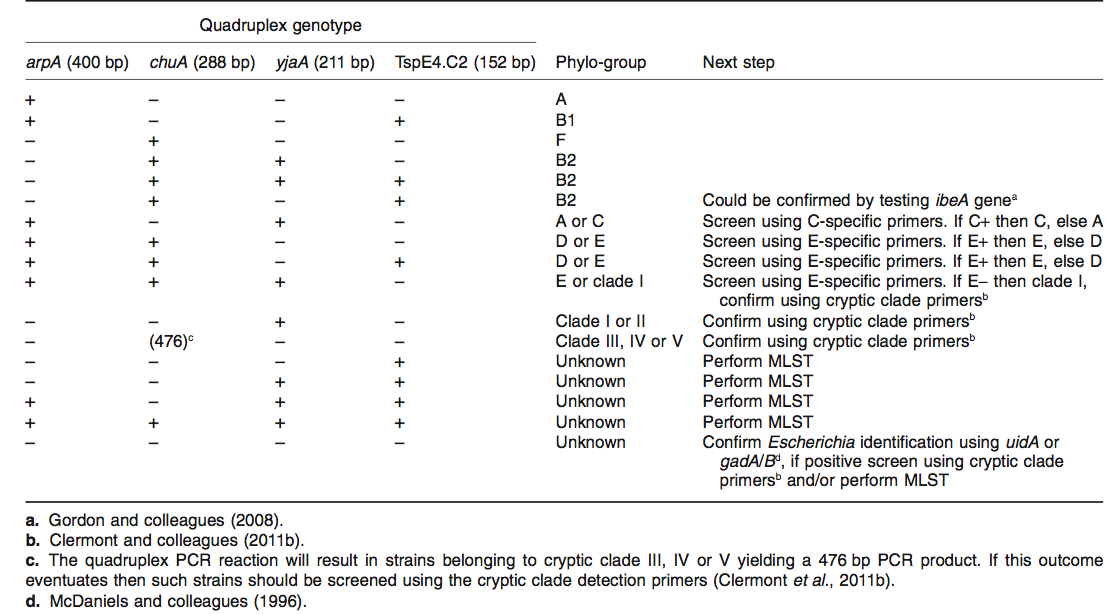 Quadruplex genotype
arpA (400 bp) chuA (288 bp) yjaA (211 bp) TspE4.C2 (152 bp) Phylo-group Next step
+ – – – A
+ – – + B1
– + – – F
– + + – B2
– + + + B2
– + – + B2 Could be confirmed by testing ibeA geneᵃ
+ – + – A or C Screen using C-specific primers. If C+ then C, else A
+ + – – D or E Screen using E-specific primers. If E+ then E, else D
+ + – + D or E Screen using E-specific primers. If E+ then E, else D
+ + + – E or clade I Screen using E-specific primers. If E– then clade I,
confirm using cryptic clade primersᵇ
– – + – Clade I or II Confirm using cryptic clade primersᵇ
– (476)ᶜ – – Clade III, IV or V Confirm using cryptic clade primersᵇ
– – – + Unknown Perform MLST
– – + + Unknown Perform MLST
+ – + + Unknown Perform MLST
+ + + + Unknown Perform MLST
– – – – Unknown Confirm Escherichia identification using uidA or
gadA/Bᵈ, if positive screen using cryptic clade
primersᵇ and/or perform MLST
a. Gordon and colleagues (2008).
b. Clermont and colleagues (2011b).
c. The quadruplex PCR reaction will result in strains belonging to cryptic clade III, IV or V yielding a 476 bp PCR product. If this outcome
eventuates then such strains should be screened using the cryptic clade detection primers (Clermont et al., 2011b).
d. McDaniels and colleagues (1996).